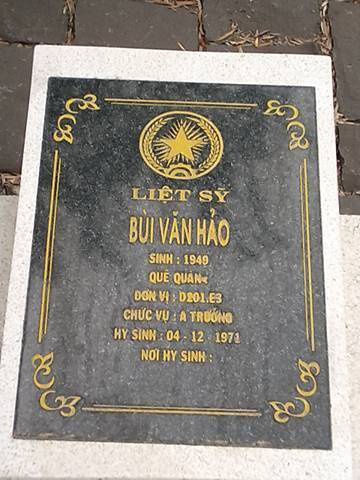 LIỆT SỸ
BÙI VĂN HẢO
SINH : 1949
QUÊ QUÁN:
ĐƠN VỊ : D201.E3
CHỨC VỤ : A TRƯỞNG
HY SINH : 04 - 12 - 1971
NƠI HY SINH :